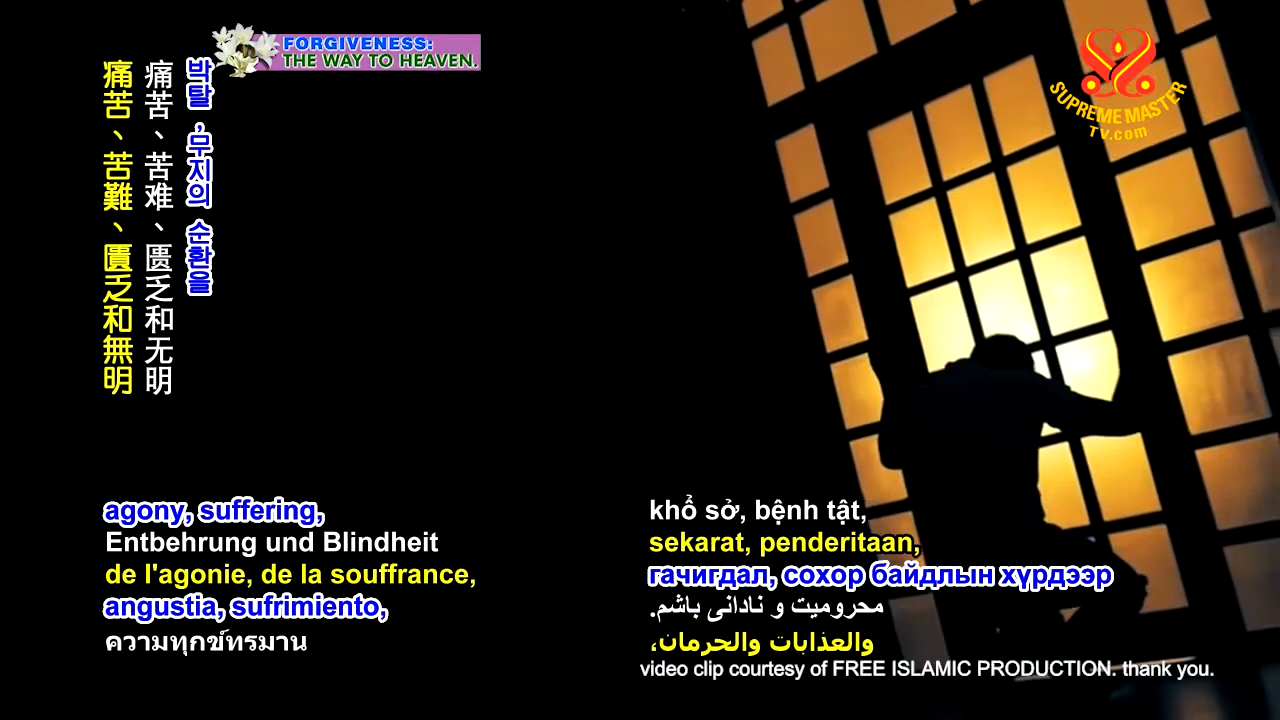 FORGIVENESS:
THE WAY TO HEAVEN.
SUPREME MASTER
TV.com
痛苦、苦難、匱乏和無明
痛苦、苦难、匮乏和无明
박탈, 무지의 순환을
agony, suffering,
Entbehrung und Blindheit
de l'agonie, de la souffrance,
angustia, sufrimiento,
ความทุกข์ทรมาน
khổ sở, bệnh tật,
sekarat, penderitaan,
гачигдал, сохор байдлын хүрдээр
محرومیت و نادانی باشم.
والعذابات والحرمان،
video clip courtesy of FREE ISLAMIC PRODUCTION. thank you.